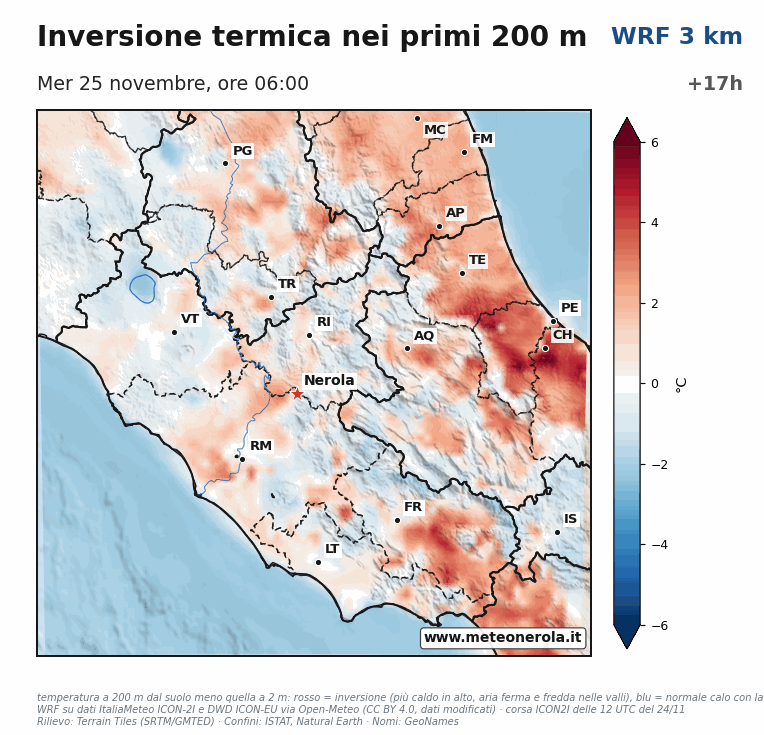 Inversione termica nei primi 200 m
WRF 3 km
Mer 25 novembre, ore 06:00
+17h
MC
FM
PG
AP
TE
TR
PE
VT
RI
AQ
CH
Nerola
RM
FR
IS
LT
www.meteonerola.it
6
4
2
0
−2
−4
−6
°C
temperatura a 200 m dal suolo meno quella a 2 m: rosso = inversione (più caldo in alto, aria ferma e fredda nelle valli), blu = normale calo con la
WRF su dati ItaliaMeteo ICON-2I e DWD ICON-EU via Open-Meteo (CC BY 4.0, dati modificati) · corsa ICON2I delle 12 UTC del 24/11
Rilievo: Terrain Tiles (SRTM/GMTED) · Confini: ISTAT, Natural Earth · Nomi: GeoNames